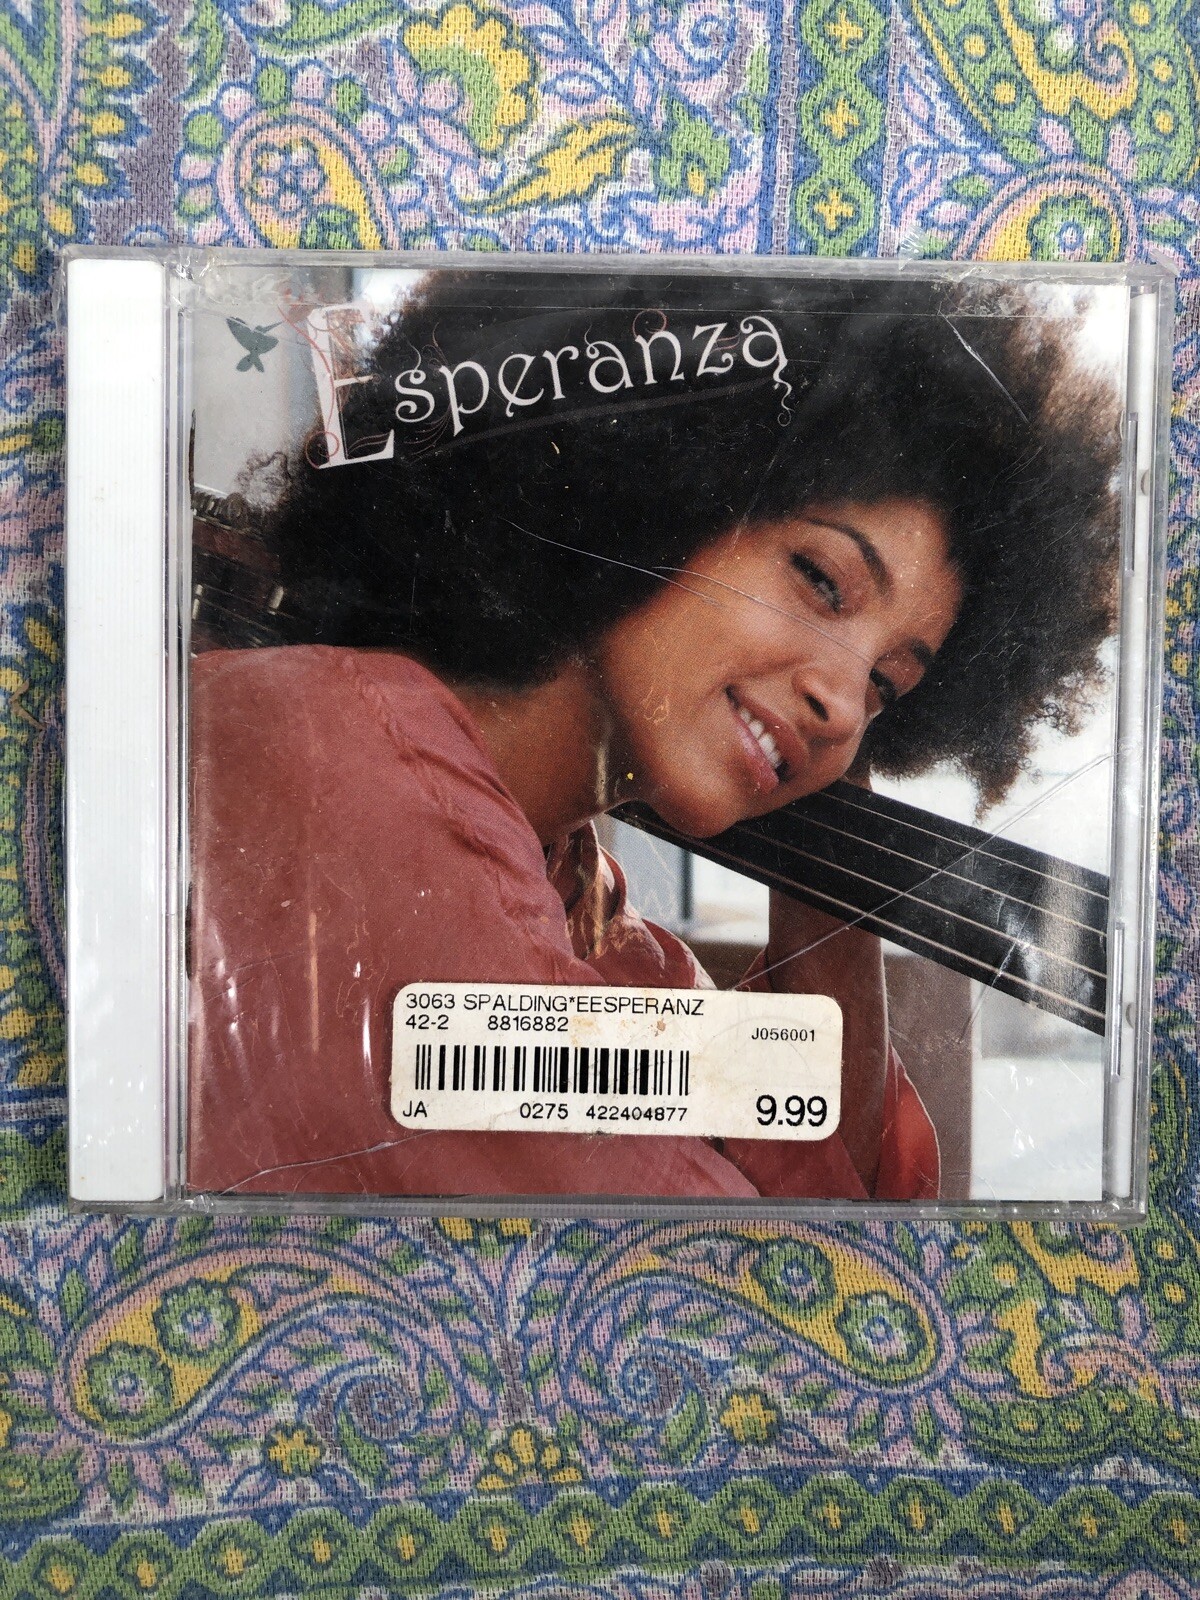 Esperanza
3063 SPALDING*EESPERANZ
42-2 8816882
J056001
JA 0275 422404877 9.99